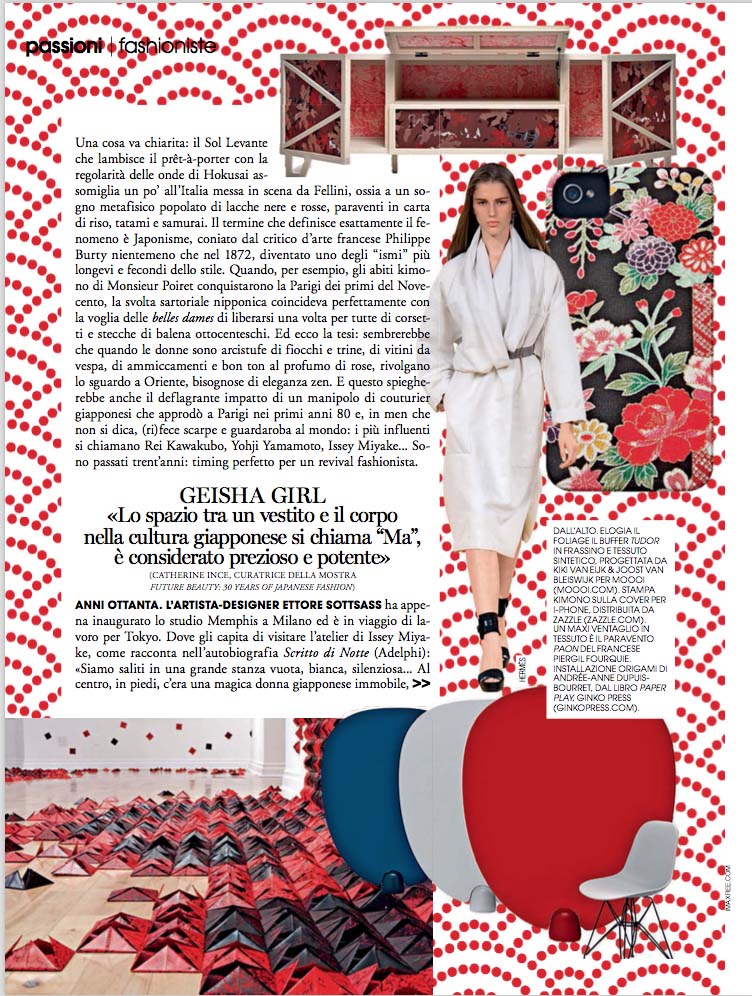 passioni | fashioniste
Una cosa va chiarita: il Sol Levante
che lambisce il prêt-à-porter con la
regolarità delle onde di Hokusai as-
somiglia un po' all'Italia messa in scena da Fellini, ossia a un so-
gno metafisico popolato di lacche nere e rosse, paraventi in carta
di riso, tatami e samurai. Il termine che definisce esattamente il fe-
nomeno è Japonisme, coniato dal critico d'arte francese Philippe
Burty nientemeno che nel 1872, diventato uno degli "ismi" più
longevi e fecondi dello stile. Quando, per esempio, gli abiti kimo-
no di Monsieur Poiret conquistarono la Parigi dei primi del Nove-
cento, la svolta sartoriale nipponica coincideva perfettamente con
la voglia delle belles dames di liberarsi una volta per tutte di corset-
ti e stecche di balena ottocenteschi. Ed ecco la tesi: sembrerebbe
che quando le donne sono arcistufe di fiocchi e trine, di vitini da
vespa, di ammiccamenti e bon ton al profumo di rose, rivolgano
lo sguardo a Oriente, bisognose di eleganza zen. E questo spieghe-
rebbe anche il deflagrante impatto di un manipolo di couturier
giapponesi che approdò a Parigi nei primi anni 80 e, in men che
non si dica, (ri)fece scarpe e guardaroba al mondo: i più influenti
si chiamano Rei Kawakubo, Yohji Yamamoto, Issey Miyake... So-
no passati trent'anni: timing perfetto per un revival fashionista.
GEISHA GIRL
«Lo spazio tra un vestito e il corpo
nella cultura giapponese si chiama "Ma",
è considerato prezioso e potente»
(CATHERINE INCE, CURATRICE DELLA MOSTRA
FUTURE BEAUTY: 30 YEARS OF JAPANESE FASHION)
ANNI OTTANTA. L'ARTISTA-DESIGNER ETTORE SOTTSASS ha appe-
na inaugurato lo studio Memphis a Milano ed è in viaggio di la-
voro per Tokyo. Dove gli capita di visitare l'atelier di Issey Miya-
ke, come racconta nell'autobiografia Scritto di Notte (Adelphi):
«Siamo saliti in una grande stanza vuota, bianca, silenziosa... Al
centro, in piedi, c'era una magica donna giapponese immobile, >>
HERMÈS
DALL'ALTO. ELOGIA IL
FOLIAGE IL BUFFER TUDOR
IN FRASSINO E TESSUTO
SINTETICO, PROGETTATA DA
KIKI VAN EIJK & JOOST VAN
BLEISWIJK PER MOOOI
(MOOOI.COM). STAMPA
KIMONO SULLA COVER PER
I-PHONE, DISTRIBUITA DA
ZAZZLE (ZAZZLE.COM).
UN MAXI VENTAGLIO IN
TESSUTO È IL PARAVENTO
PAON DEL FRANCESE
PIERGIL FOURQUIE.
INSTALLAZIONE ORIGAMI DI
ANDRÉE-ANNE DUPUIS-
BOURRET, DAL LIBRO PAPER
PLAY, GINKO PRESS
(GINKOPRESS.COM).
IMAXREE.COM